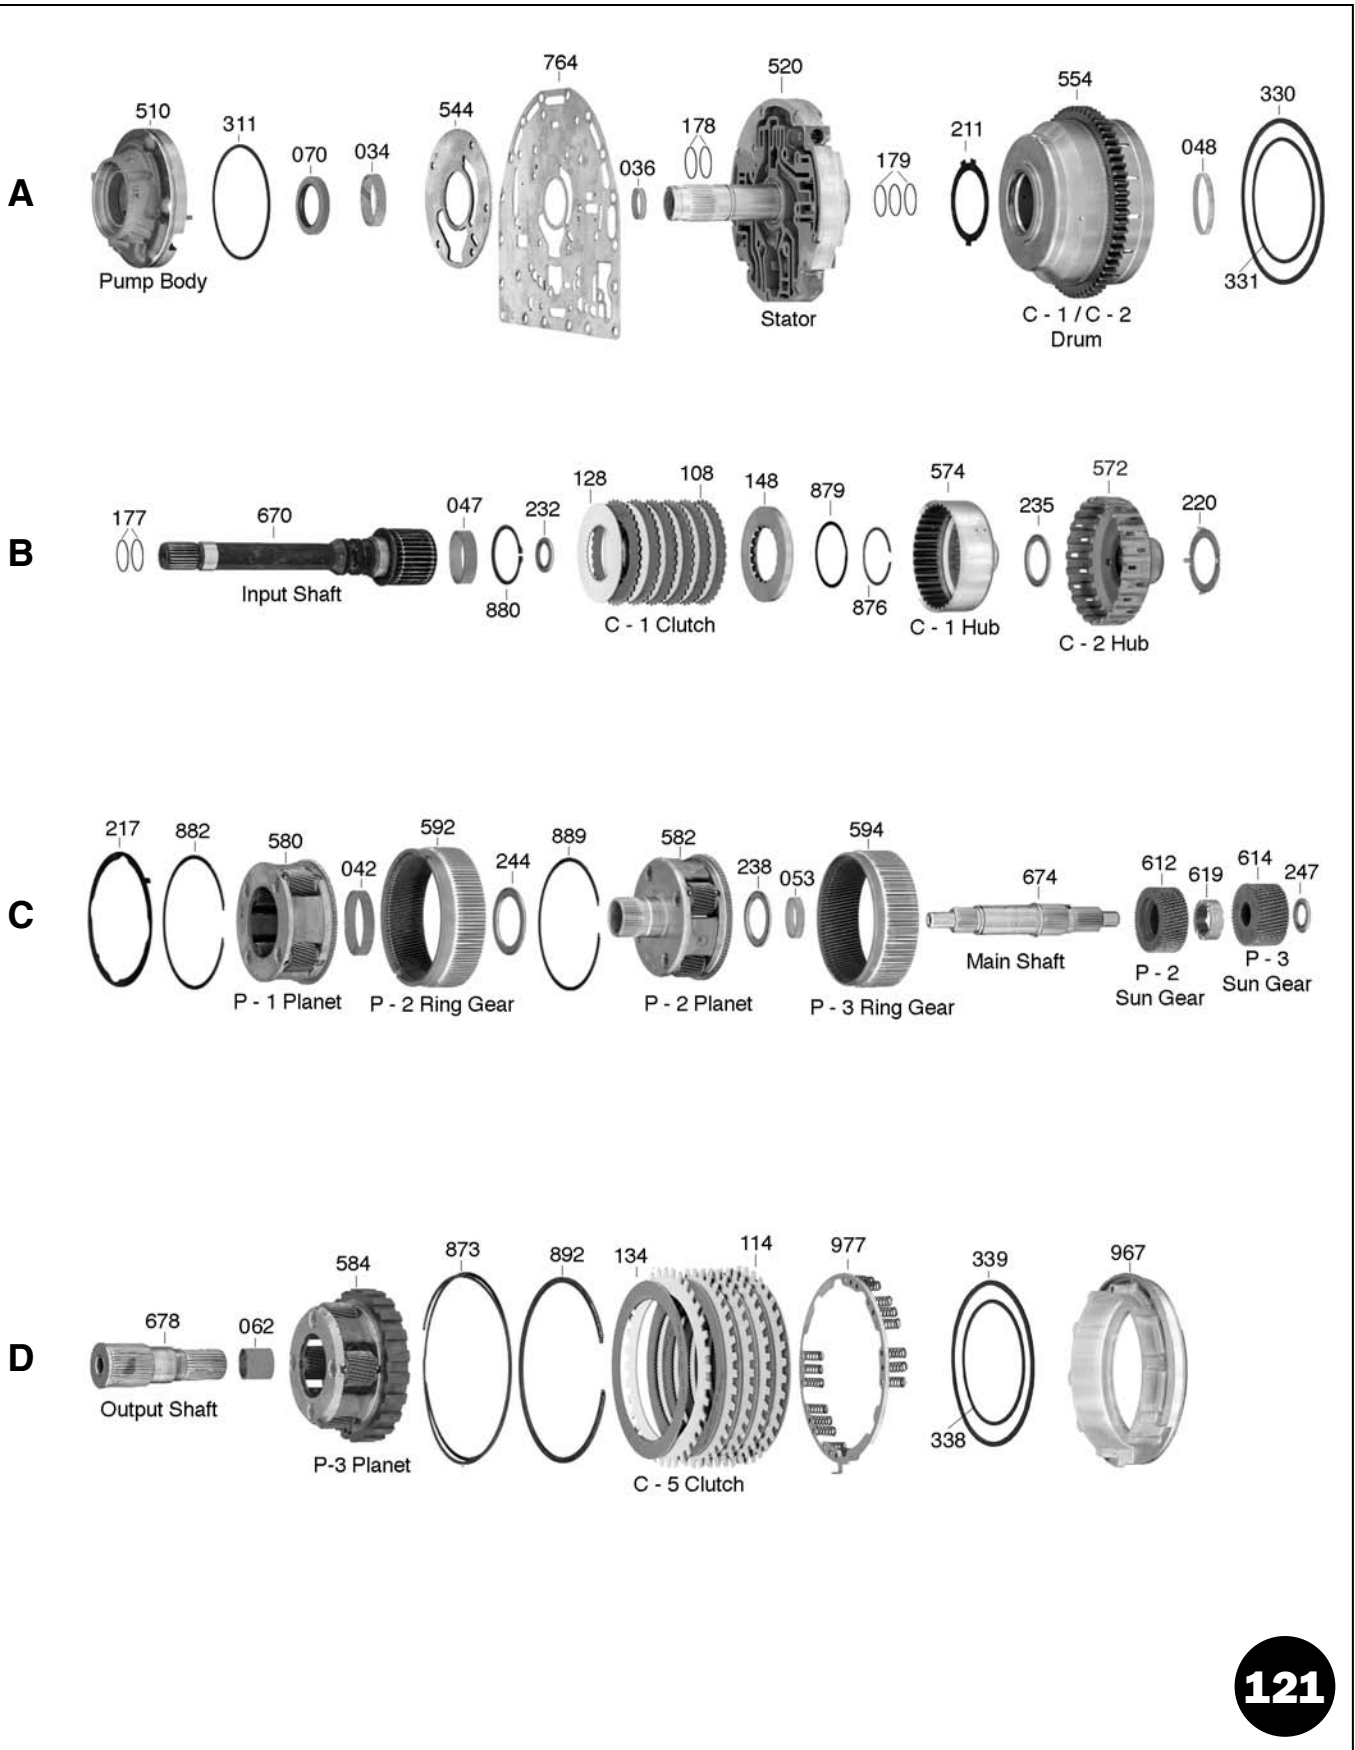 A
510
311
070
034
544
764
036
178
520
179
211
554
048
330
331
Pump Body
Stator
C - 1 / C - 2
Drum
B
177
670
047
880
232
128
108
148
879
876
574
235
572
220
Input Shaft
C - 1 Clutch
C - 1 Hub
C - 2 Hub
C
217
882
580
042
592
244
889
582
238
053
594
674
612
619
614
247
P - 1 Planet
P - 2 Ring Gear
P - 2 Planet
P - 3 Ring Gear
Main Shaft
P - 2
Sun Gear
P - 3
Sun Gear
D
678
062
584
873
892
134
114
977
339
338
967
Output Shaft
P-3 Planet
C - 5 Clutch
121